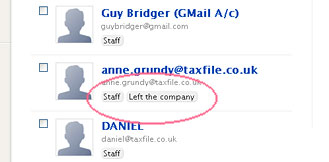 Guy Bridger (GMail A/c)
guybridger@gmail.com
Staff
anne.grundy@taxfile.co.uk
anne.grundy@taxfile.co.uk
Staff Left the company
DANIEL
daniel@taxfile.co.uk
Staff